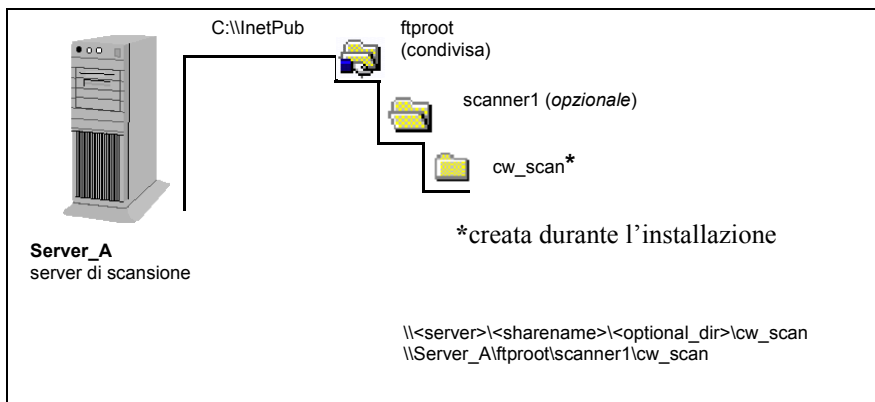 C:\\InetPub
ftproot
(condivisa)
scanner1 (opzionale)
cw_scan*
*creata durante l’installazione
Server_A
server di scansione
\\<server>\<sharename>\<optional_dir>\cw_scan
\\Server_A\ftproot\scanner1\cw_scan